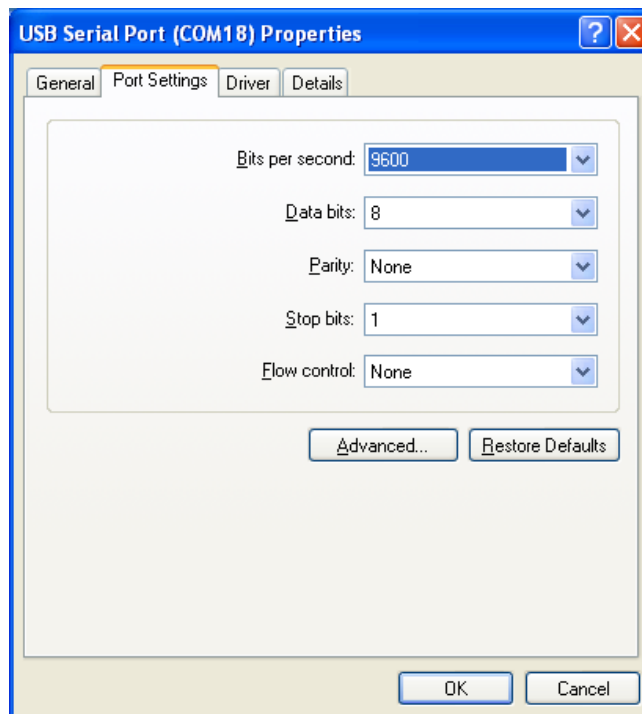 USB Serial Port (COM18) Properties
General Port Settings Driver Details
Bits per second: 9600
Data bits: 8
Parity: None
Stop bits: 1
Flow control: None
Advanced... Restore Defaults
OK Cancel